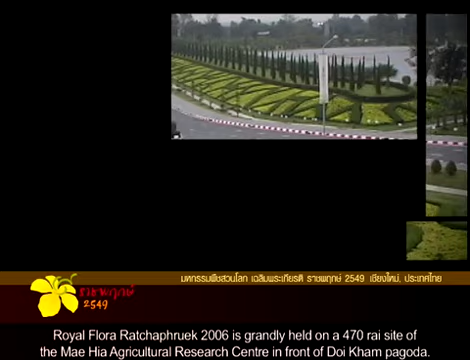 มหกรรมพืชสวนโลก เฉลิมพระเกียรติ ราชพฤกษ์ 2549 เชียงใหม่, ประเทศไทย
ราชพฤกษ์
2549
Royal Flora Ratchaphruek 2006 is grandly held on a 470 rai site of
the Mae Hia Agricultural Research Centre in front of Doi Kham pagoda.